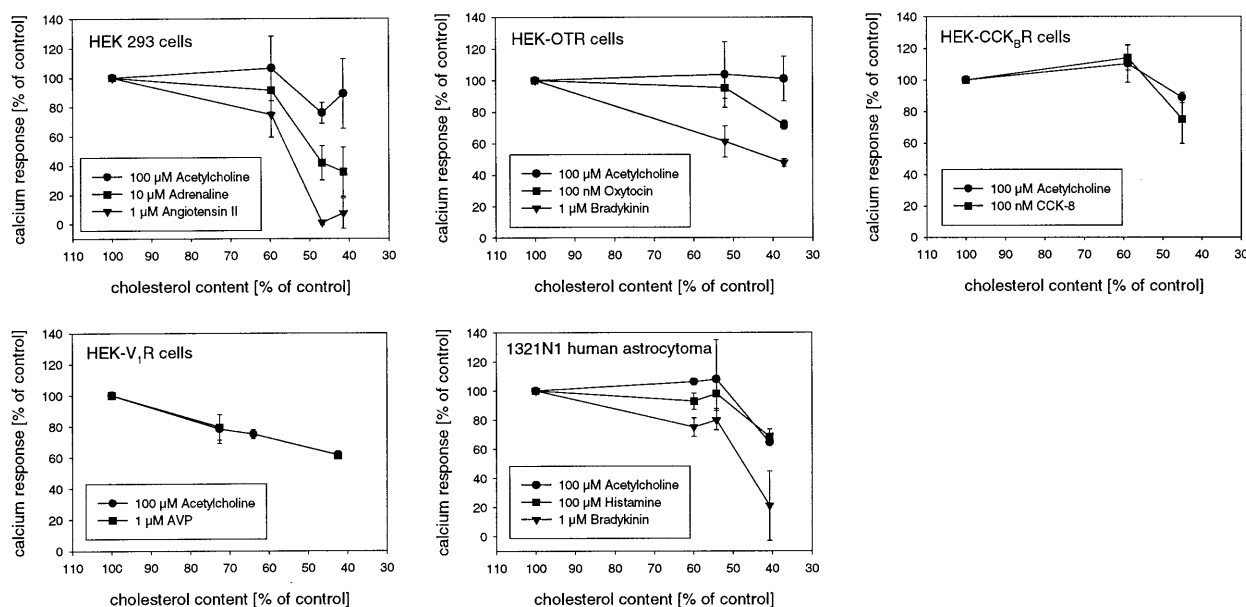 HEK 293 cells
calcium response [% of control]
140
120
100
80
60
40
20
0
100 µM Acetylcholine
10 µM Adrenaline
1 µM Angiotensin II
110 100 90 80 70 60 50 40 30
cholesterol content [% of control]
HEK-OTR cells
calcium response [% of control]
140
120
100
80
60
40
20
0
100 µM Acetylcholine
100 nM Oxytocin
1 µM Bradykinin
110 100 90 80 70 60 50 40 30
cholesterol content [% of control]
HEK-CCKBR cells
calcium response [% of control]
140
120
100
80
60
40
20
0
100 µM Acetylcholine
100 nM CCK-8
110 100 90 80 70 60 50 40 30
cholesterol content [% of control]
HEK-V1R cells
calcium response [% of control]
140
120
100
80
60
40
20
0
100 µM Acetylcholine
1 µM AVP
110 100 90 80 70 60 50 40 30
cholesterol content [% of control]
1321N1 human astrocytoma
calcium response [% of control]
140
120
100
80
60
40
20
0
100 µM Acetylcholine
100 µM Histamine
1 µM Bradykinin
110 100 90 80 70 60 50 40 30
cholesterol content [% of control]